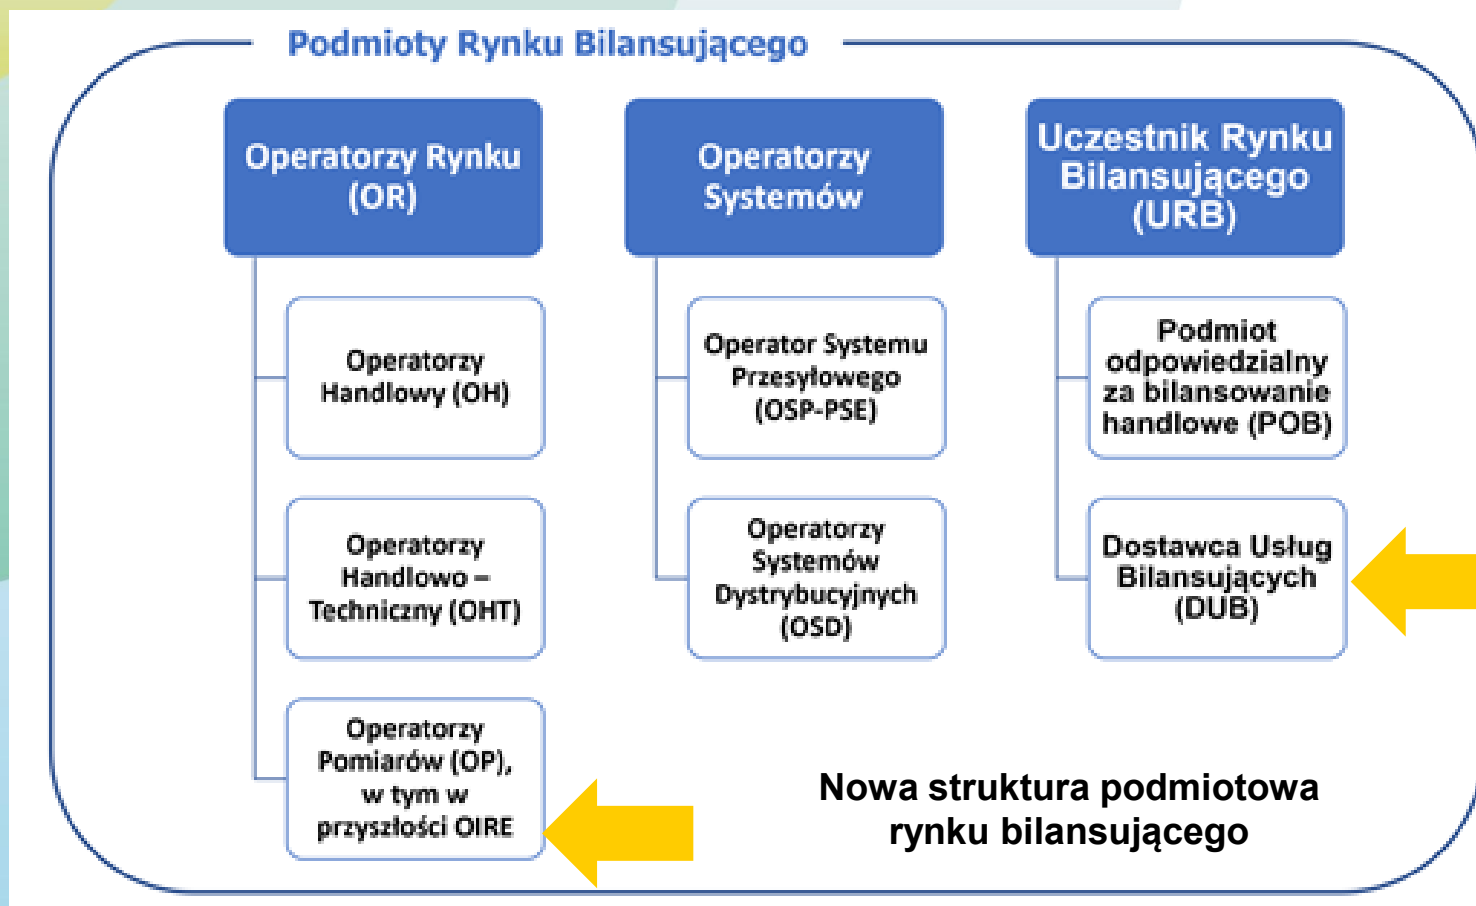 Podmioty Rynku Bilansującego
Operatorzy Rynku
(OR)
Operatorzy
Handlowy (OH)
Operatorzy
Handlowo –
Techniczny (OHT)
Operatorzy
Pomiarów (OP),
w tym w
przyszłości OIRE
Operatorzy
Systemów
Operator Systemu
Przesyłowego
(OSP-PSE)
Operatorzy
Systemów
Dystrybucyjnych
(OSD)
Uczestnik Rynku
Bilansującego
(URB)
Podmiot
odpowiedzialny
za bilansowanie
handlowe (POB)
Dostawca Usług
Bilansujących
(DUB)
Nowa struktura podmiotowa
rynku bilansującego